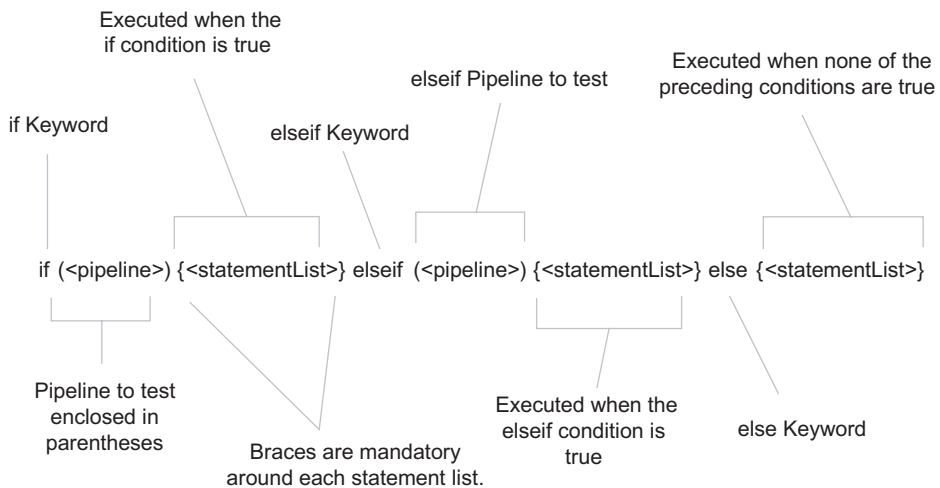 Executed when the
if condition is true
elseif Pipeline to test
Executed when none of the
preceding conditions are true
if Keyword
elseif Keyword
if (<pipeline>) {<statementList>} elseif (<pipeline>) {<statementList>} else {<statementList>}
Pipeline to test
enclosed in
parentheses
Braces are mandatory
around each statement list.
Executed when the
elseif condition is
true
else Keyword